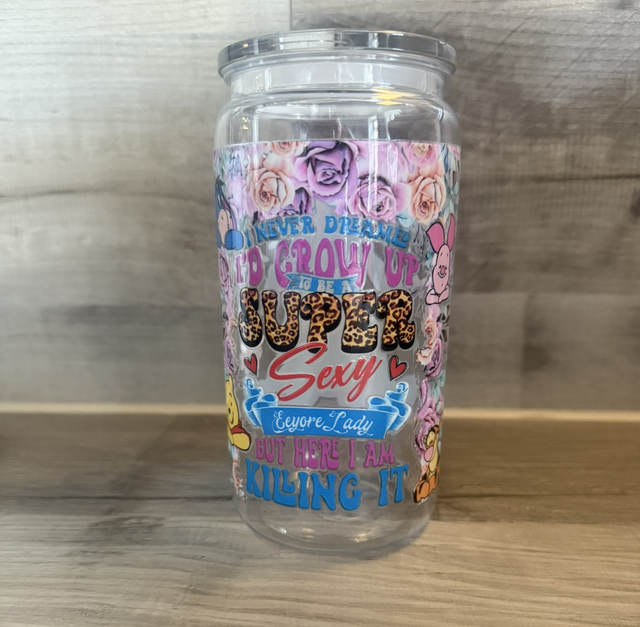 I NEVER DREAMED
I'D GROW UP
TO BE A
SUPER
Sexy
Eeyore Lady
BUT HERE I AM
KILLING IT